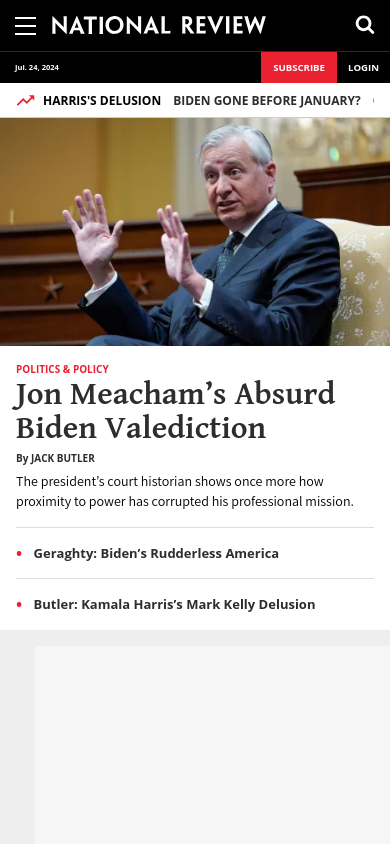 NATIONAL REVIEW
Jul. 24, 2024
SUBSCRIBE
LOGIN
HARRIS'S DELUSION BIDEN GONE BEFORE JANUARY?
POLITICS & POLICY
Jon Meacham’s Absurd
Biden Valediction
By JACK BUTLER
The president’s court historian shows once more how
proximity to power has corrupted his professional mission.
• Geraghty: Biden’s Rudderless America
• Butler: Kamala Harris’s Mark Kelly Delusion